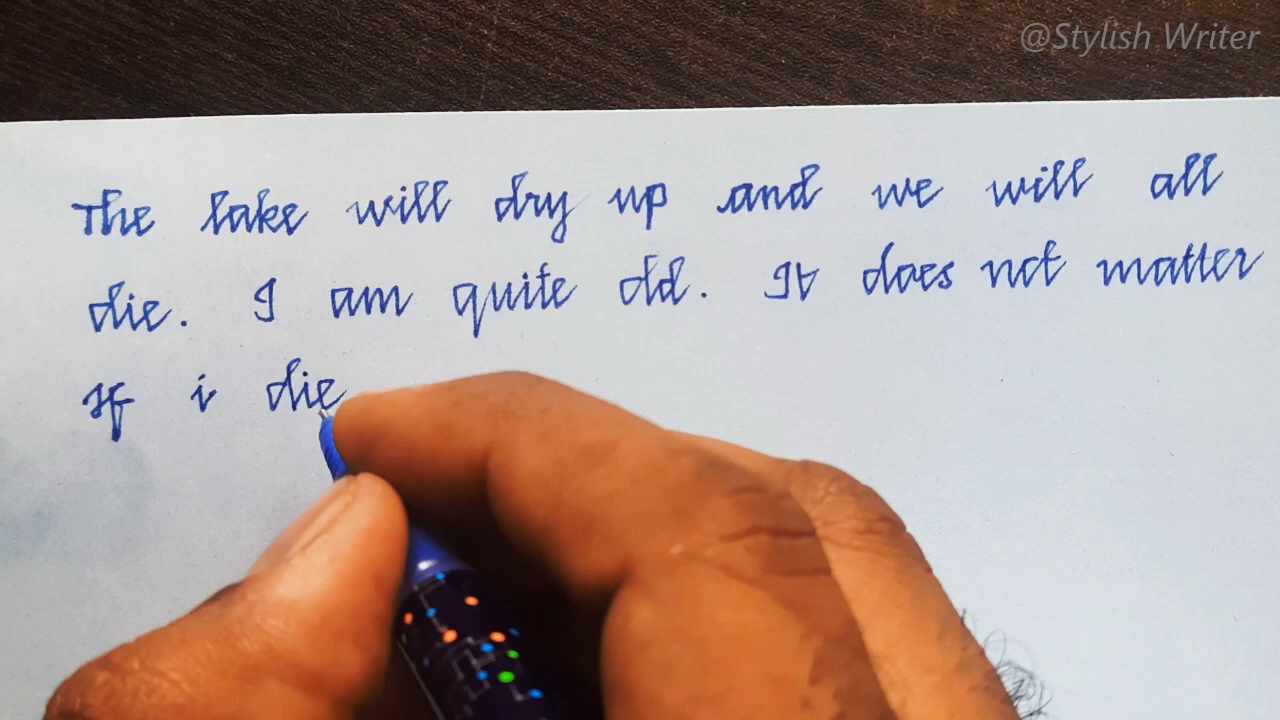 @Stylish Writer
The lake will dry up and we will all
die. I am quite old. It does not matter
If i die